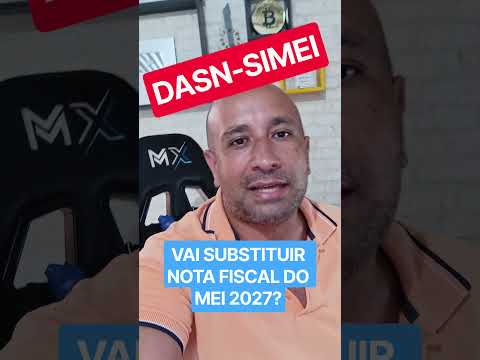 DASN-SIMEI
MX
VAI SUBSTITUIR
NOTA FISCAL DO
MEI 2027?